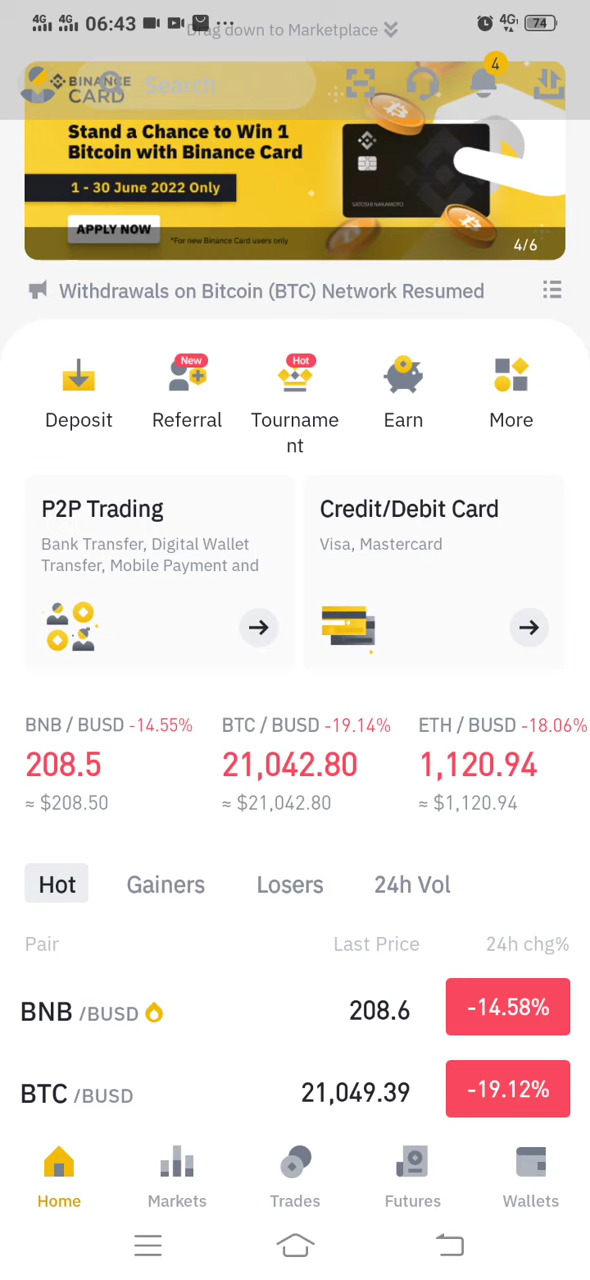 4G 4G 06:43 4G 74
Drag down to Marketplace
4
BINANCE
CARD
Search
Stand a Chance to Win 1
Bitcoin with Binance Card
1 - 30 June 2022 Only
APPLY NOW
*For new Binance Card users only
SATOSHI NAKAMOTO
4/6
Withdrawals on Bitcoin (BTC) Network Resumed
New
Hot
Deposit
Referral
Tourname
nt
Earn
More
P2P Trading
Bank Transfer, Digital Wallet
Transfer, Mobile Payment and
Credit/Debit Card
Visa, Mastercard
BNB / BUSD -14.55%
208.5
≈ $208.50
BTC / BUSD -19.14%
21,042.80
≈ $21,042.80
ETH / BUSD -18.06%
1,120.94
≈ $1,120.94
Hot Gainers Losers 24h Vol
Pair Last Price 24h chg%
BNB /BUSD 208.6 -14.58%
BTC /BUSD 21,049.39 -19.12%
Home Markets Trades Futures Wallets